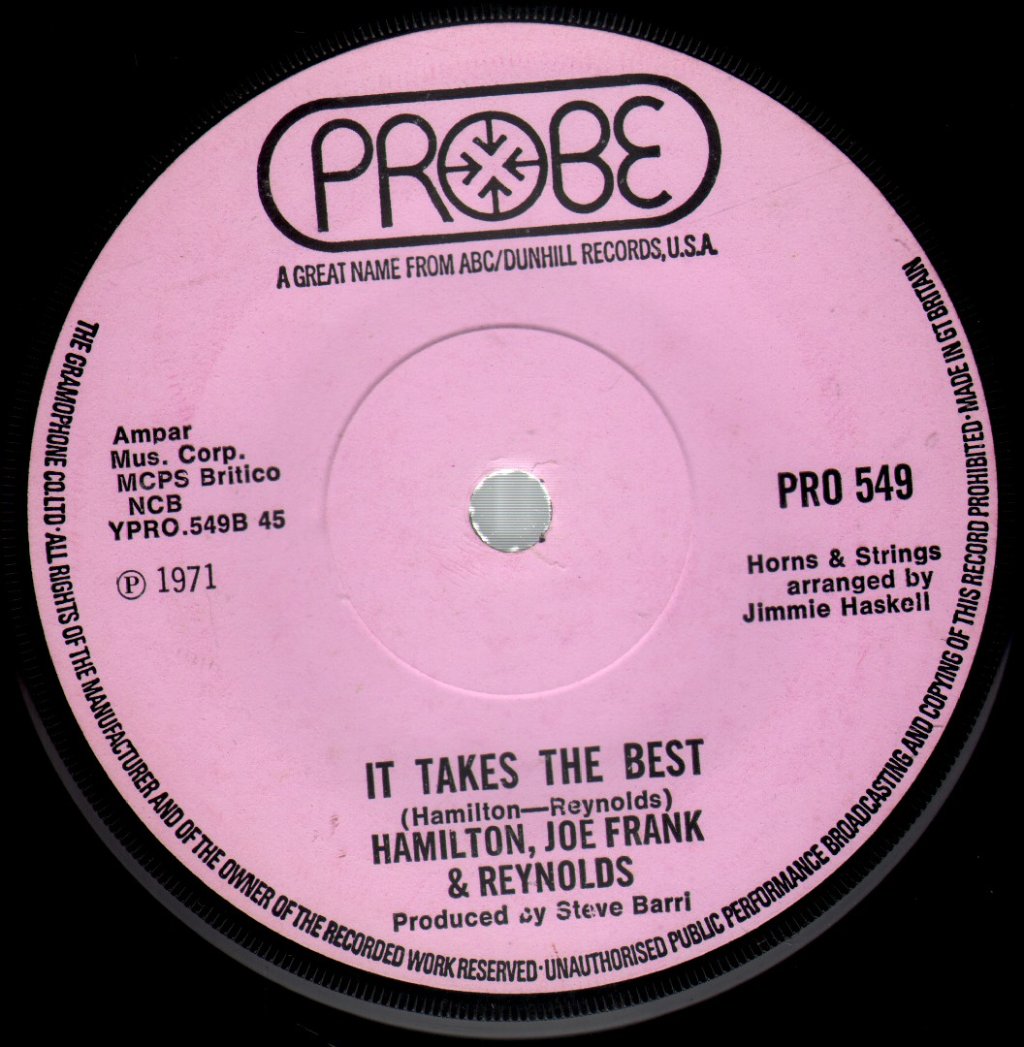 PROBE
A GREAT NAME FROM ABC/DUNHILL RECORDS, U.S.A.
THE GRAMOPHONE CO. LTD · ALL RIGHTS OF THE MANUFACTURER AND OF THE OWNER OF THE RECORDED WORK RESERVED · UNAUTHORISED PUBLIC PERFORMANCE BROADCASTING AND COPYING OF THIS RECORD PROHIBITED · MADE IN GT BRITAIN
Ampar
Mus. Corp.
MCPS Britico
NCB
YPRO.549B 45
℗ 1971
PRO 549
Horns & Strings
arranged by
Jimmie Haskell
IT TAKES THE BEST
(Hamilton—Reynolds)
HAMILTON, JOE FRANK
& REYNOLDS
Produced by Steve Barri